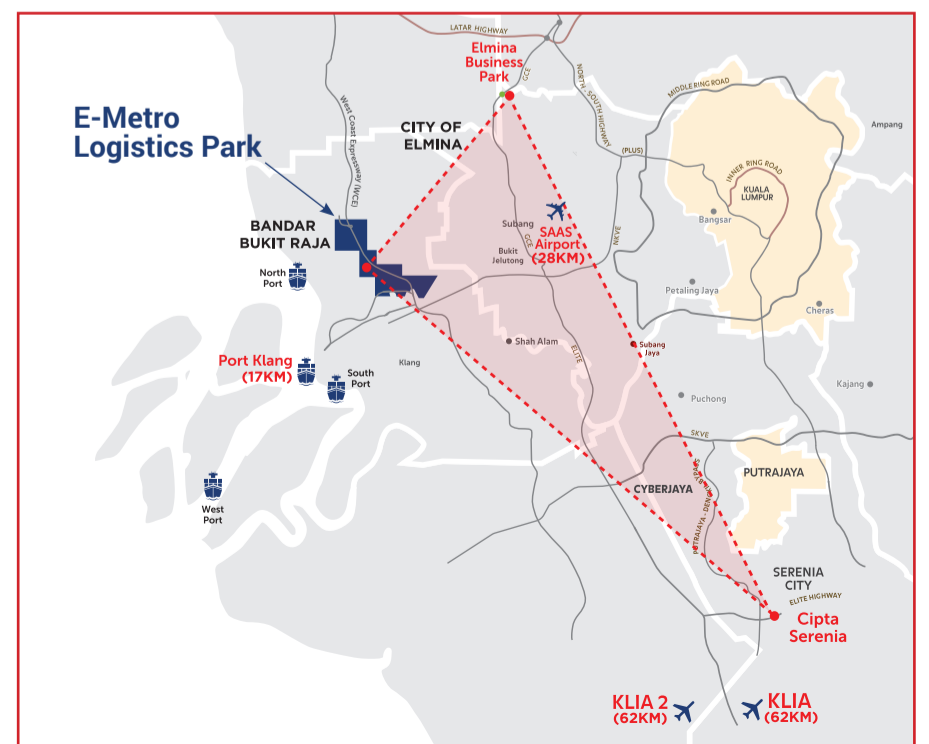 LATAR HIGHWAY
Elmina
Business
Park
GCE
NORTH - SOUTH HIGHWAY
(PLUS)
MIDDLE RING ROAD
Ampang
E-Metro
Logistics Park
West Coast Expressway (WCE)
CITY OF
ELMINA
INNER RING ROAD
KUALA
LUMPUR
Bangsar
BANDAR
BUKIT RAJA
Subang
GCE
SAAS
Airport
(28KM)
NKVE
Bukit
Jelutong
North
Port
Petaling Jaya
Cheras
Shah Alam
ELITE
Subang
Jaya
Port Klang
(17KM)
South
Port
Klang
Kajang
Puchong
SKVE
West
Port
CYBERJAYA
PUTRAJAYA
SERENIA
CITY
ELITE HIGHWAY
Cipta
Serenia
KLIA 2
(62KM)
KLIA
(62KM)